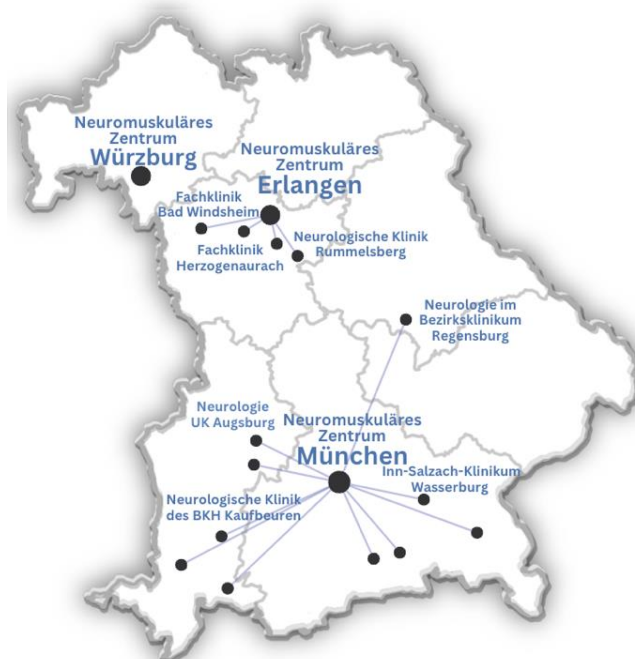 Neuromuskuläres
Zentrum
Würzburg
Neuromuskuläres
Zentrum
Erlangen
Fachklinik
Bad Windsheim
Fachklinik
Herzogenaurach
Neurologische Klinik
Rummelsberg
Neurologie im
Bezirksklinikum
Regensburg
Neurologie
UK Augsburg
Neuromuskuläres
Zentrum
München
Inn-Salzach-Klinikum
Wasserburg
Neurologische Klinik
des BKH Kaufbeuren